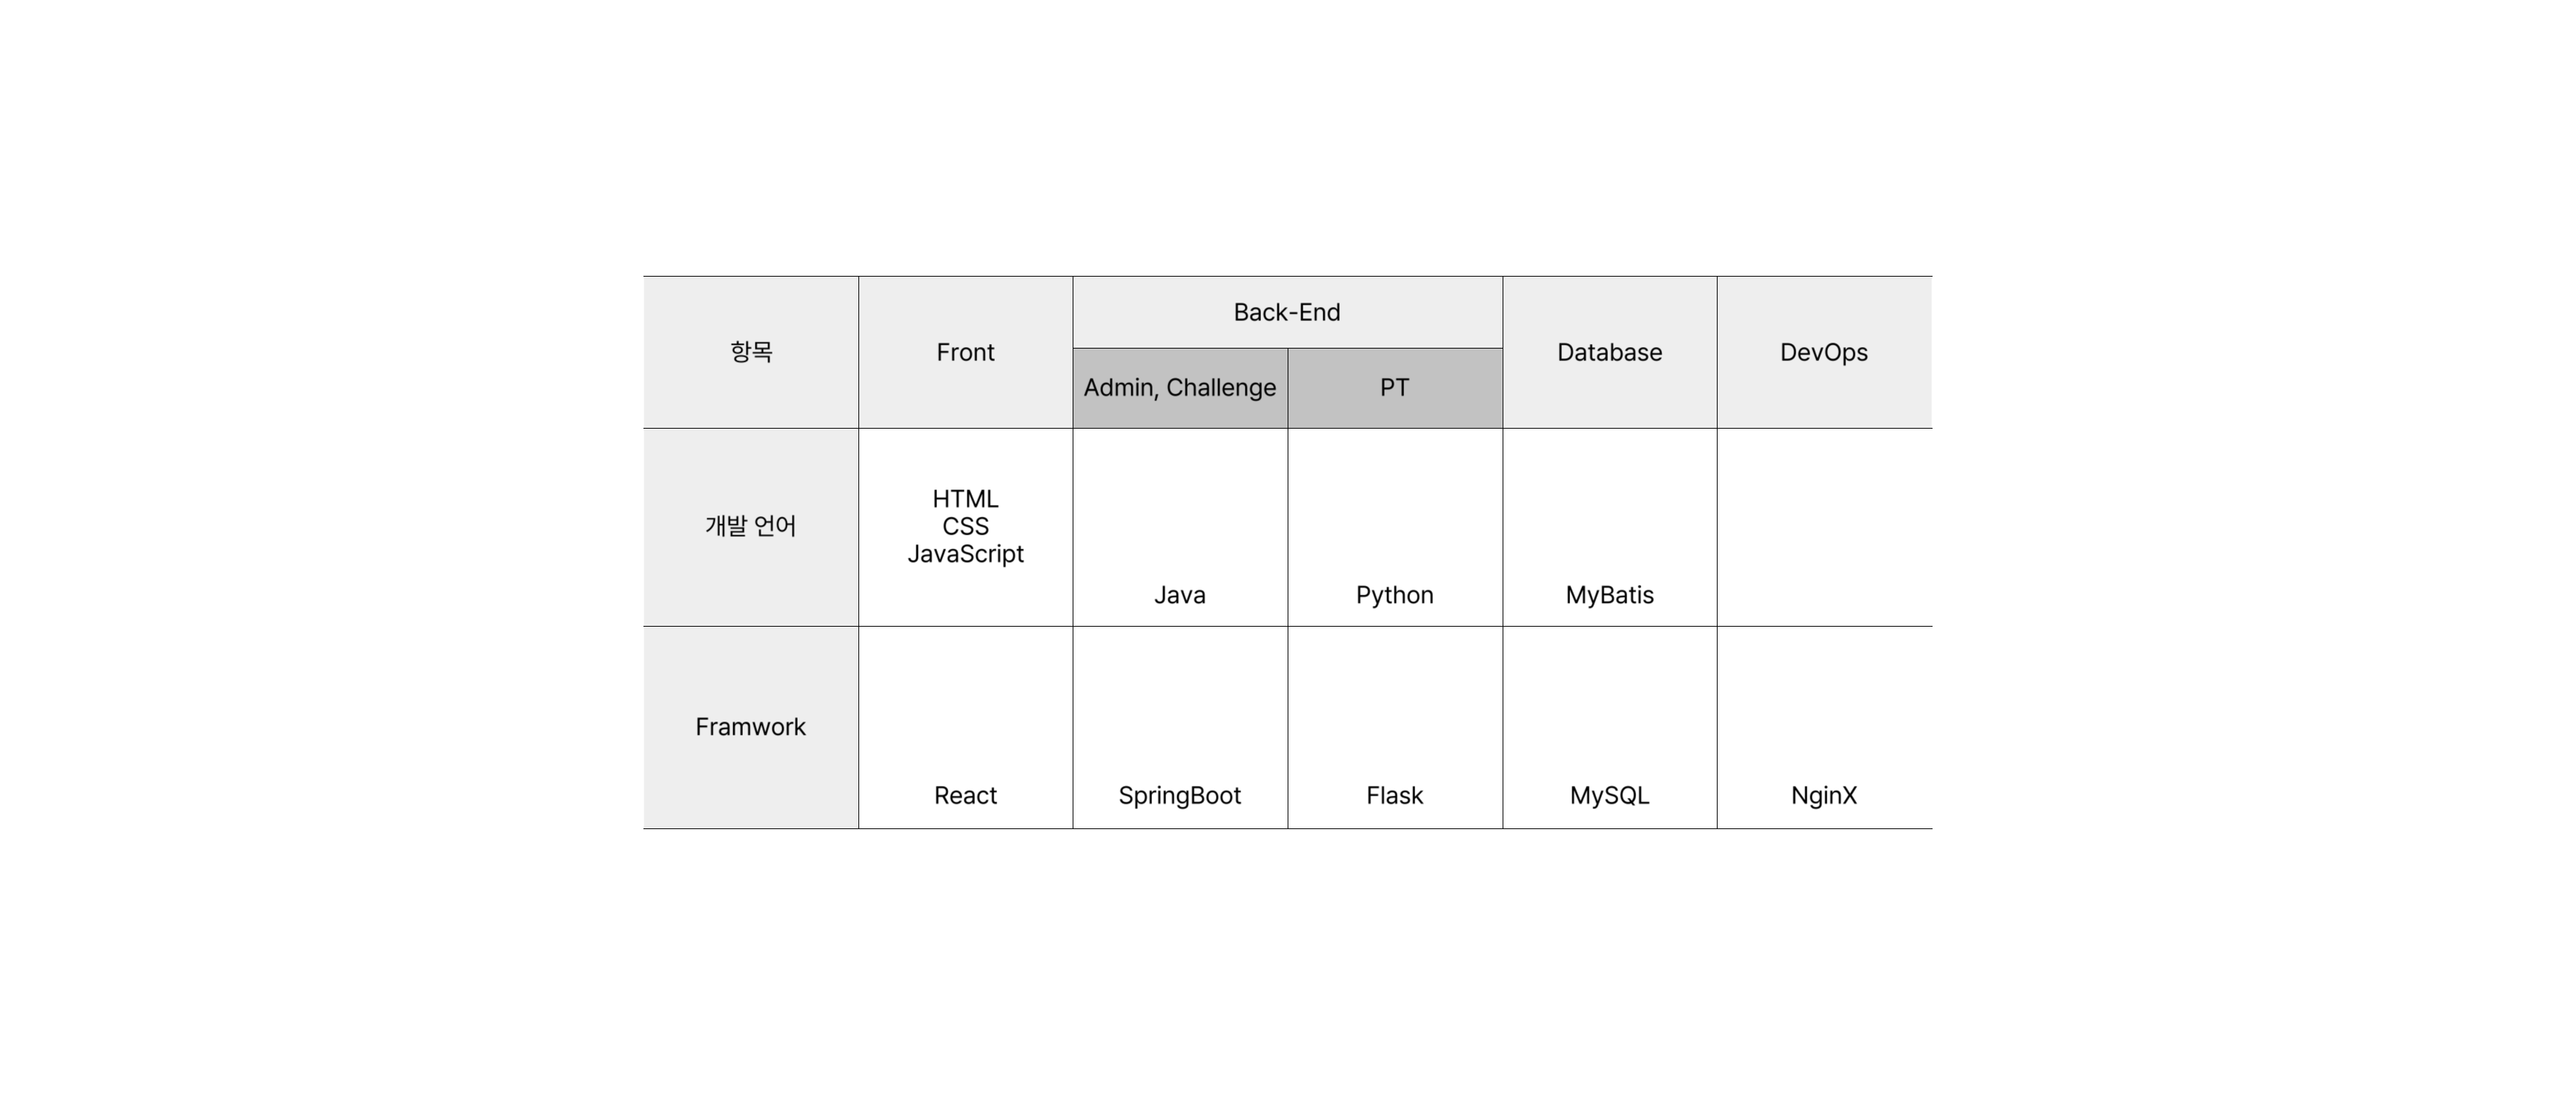 항목
Front
Back-End
Database
DevOps
Admin, Challenge
PT
개발 언어
HTML
CSS
JavaScript
Java
Python
MyBatis
Framwork
React
SpringBoot
Flask
MySQL
NginX